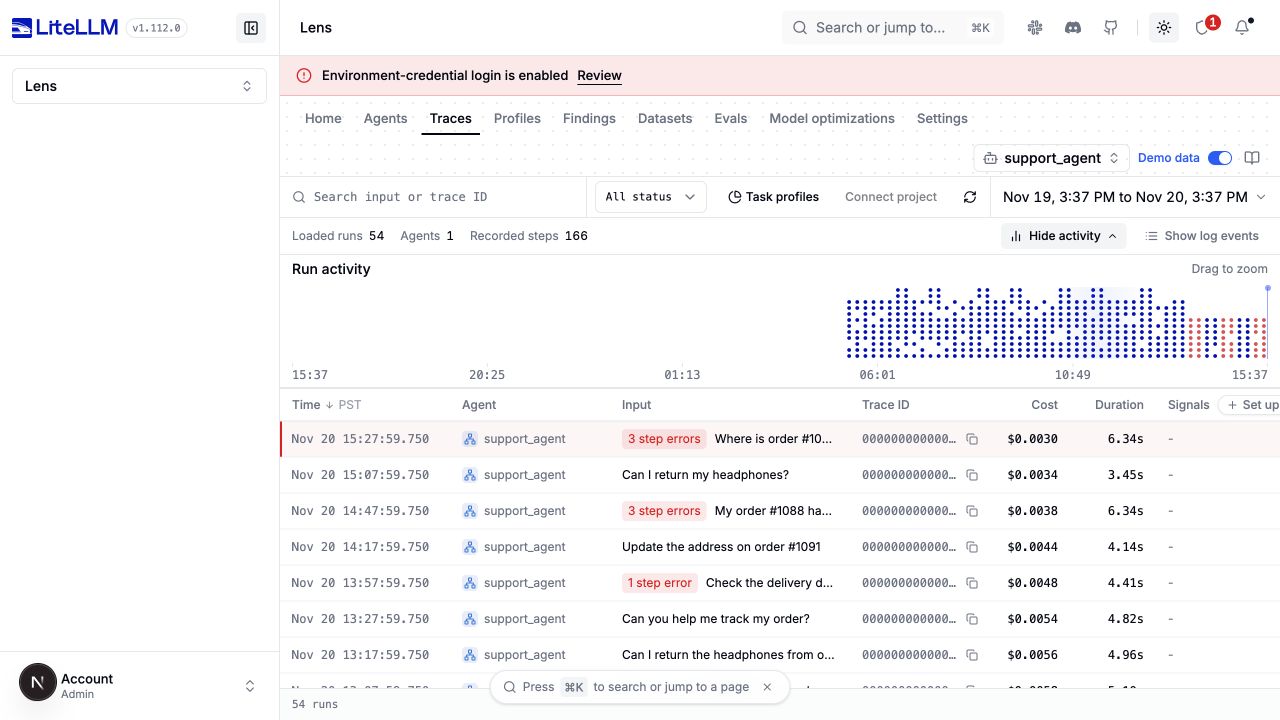 LiteLLM v1.112.0
Lens
Search or jump to... ⌘K
1
Lens
Environment-credential login is enabled Review
Home Agents Traces Profiles Findings Datasets Evals Model optimizations Settings
support_agent Demo data
Search input or trace ID All status Task profiles Connect project Nov 19, 3:37 PM to Nov 20, 3:37 PM
Loaded runs 54 Agents 1 Recorded steps 166 Hide activity Show log events
Run activity Drag to zoom
15:37 20:25 01:13 06:01 10:49 15:37
Time ↓ PST Agent Input Trace ID Cost Duration Signals + Set up
Nov 20 15:27:59.750 support_agent 3 step errors Where is order #10... 000000000000... $0.0030 6.34s -
Nov 20 15:07:59.750 support_agent Can I return my headphones? 000000000000... $0.0034 3.45s -
Nov 20 14:47:59.750 support_agent 3 step errors My order #1088 ha... 000000000000... $0.0038 6.34s -
Nov 20 14:17:59.750 support_agent Update the address on order #1091 000000000000... $0.0044 4.14s -
Nov 20 13:57:59.750 support_agent 1 step error Check the delivery d... 000000000000... $0.0048 4.41s -
Nov 20 13:27:59.750 support_agent Can you help me track my order? 000000000000... $0.0054 4.82s -
Nov 20 13:17:59.750 support_agent Can I return the headphones from o... 000000000000... $0.0056 4.96s -
Press ⌘K to search or jump to a page
54 runs
N Account
Admin